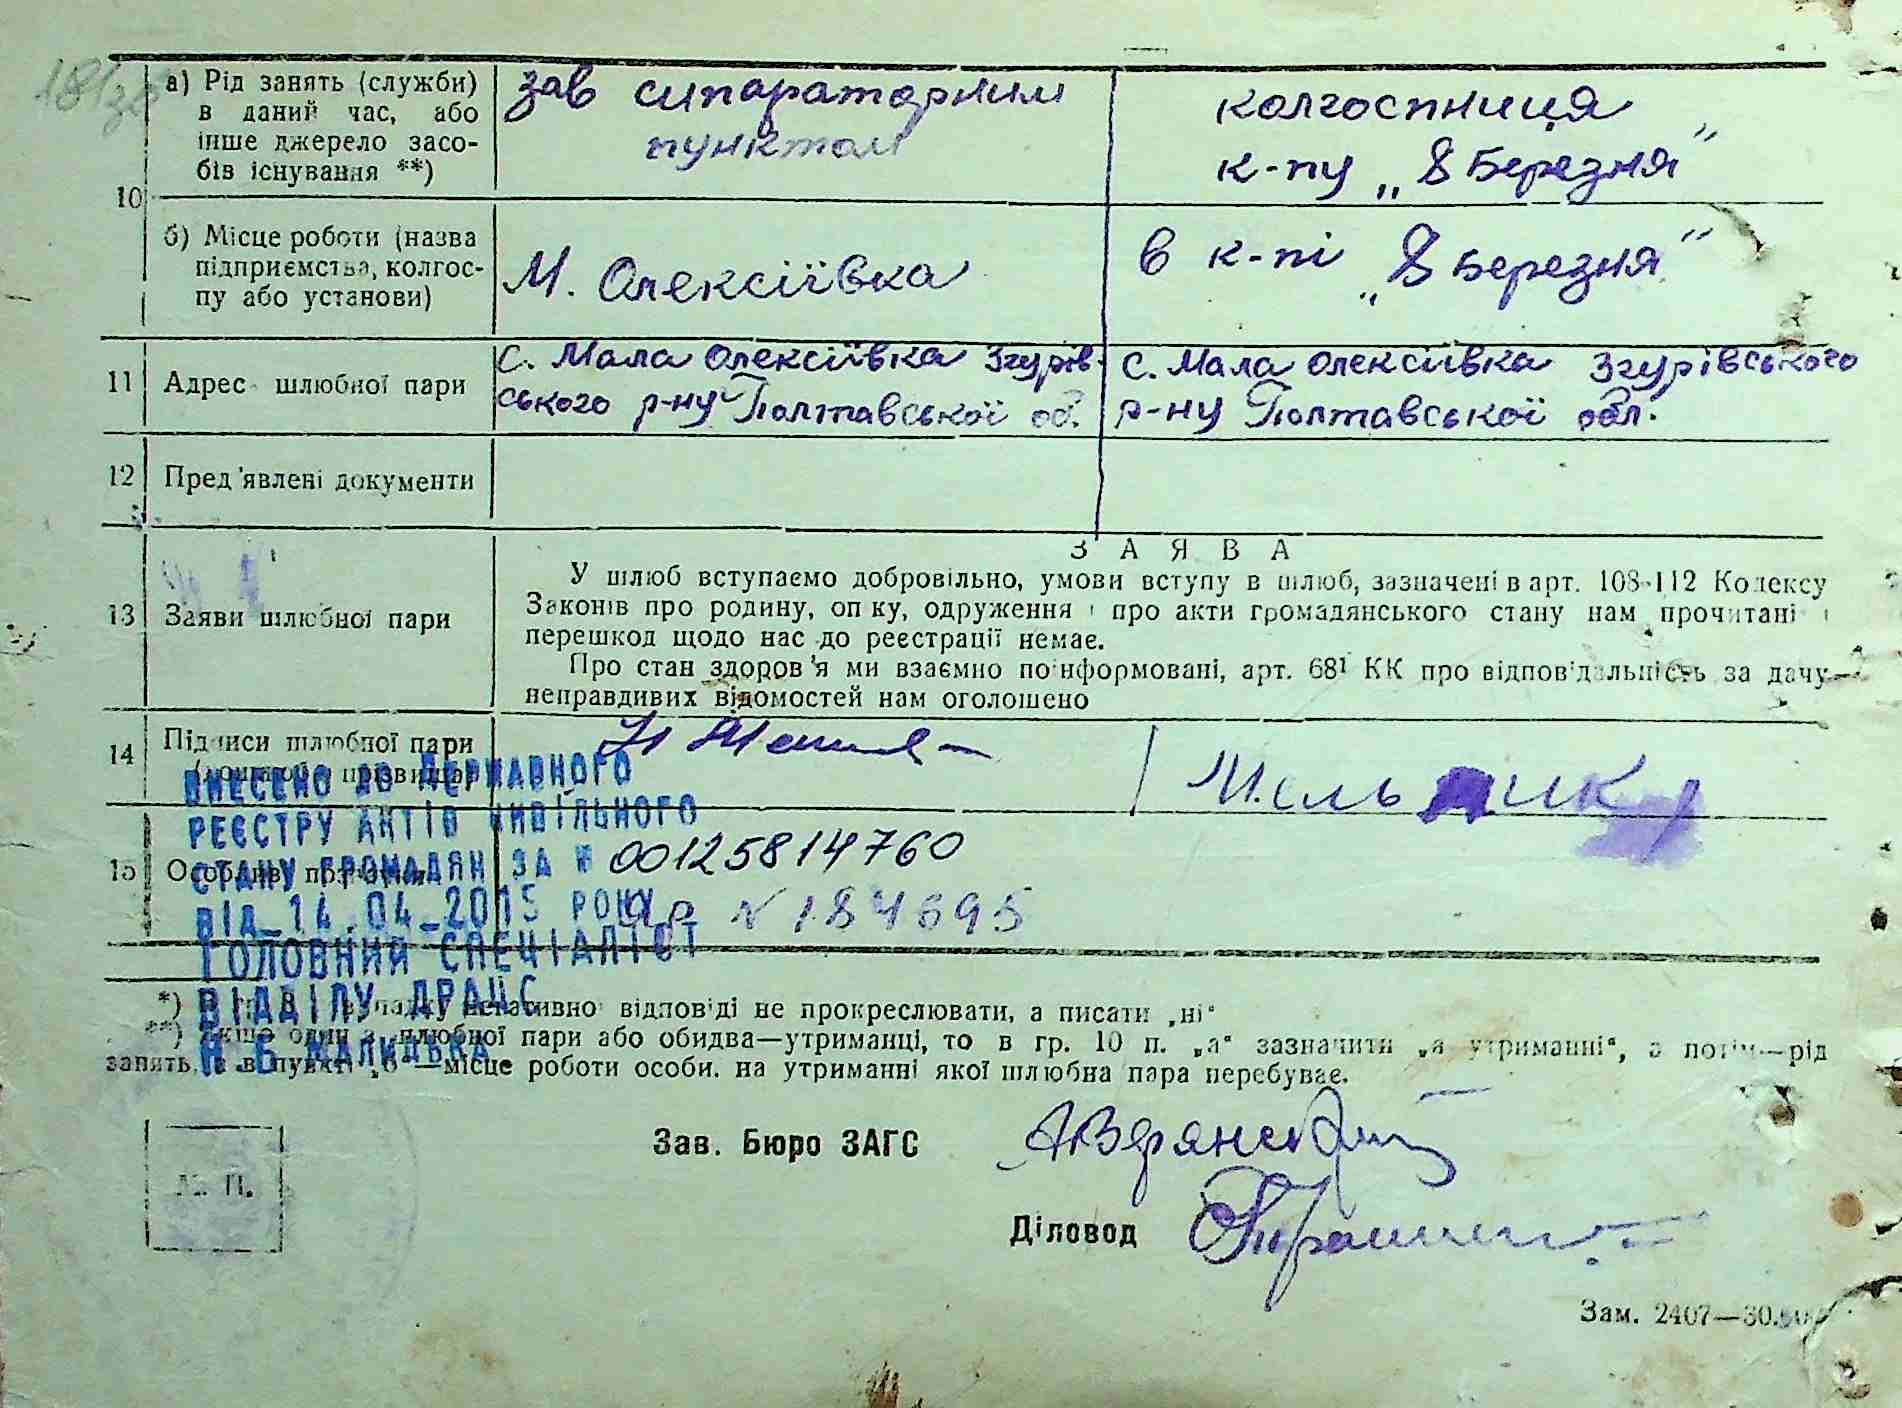 а) Рід занять (служби)
в даний час, або
інше джерело засо-
бів існування **)
зав сипараторним
пунктом
колгоспниця
к-пу „8 Березня"
10
б) Місце роботи (назва
підприємства, колгос-
пу або установи)
М. Олексіївка
в к-пі „8 Березня"
11
Адрес шлюбної пари
с. Мала Олексіївка Згурів-
ського р-ну Полтавської об.
с. Мала Олексіївка Згурівського
р-ну Полтавської обл.
12
Пред'явлені документи
ЗАЯВА
13
Заяви шлюбної пари
У шлюб вступаємо добровільно, умови вступу в шлюб, зазначені в арт. 108-112 Кодексу
Законів про родину, опіку, одруження і про акти громадянського стану нам прочитані і
перешкод щодо нас до реєстрації немає.
Про стан здоров'я ми взаємно поінформовані, арт. 68¹ КК про відповідальність за дачу
неправдивих відомостей нам оголошено
14
Підписи шлюбної пари
Мельник
15
Особливі
ВНЕСЕНО ДО ДЕРЖАВНОГО
РЕЄСТРУ АКТІВ ЦИВІЛЬНОГО
СТАНУ ГРОМАДЯН ЗА № 00125814760
ВІД 14.04.2015 РОКУ
№ 184695
ГОЛОВНИЙ СПЕЦІАЛІСТ
ВІДДІЛУ ДРАЦС
*) негативної відповіді не прокреслювати, а писати „ні"
**) Якщо один з шлюбної пари або обидва—утриманці, то в гр. 10 п. „а" зазначити „на утриманні", а потім—рід
занять, а в пункті „б"—місце роботи особи, на утриманні якої шлюбна пара перебуває.
Зав. Бюро ЗАГС
М. П.
Діловод
Зам. 2407—30.